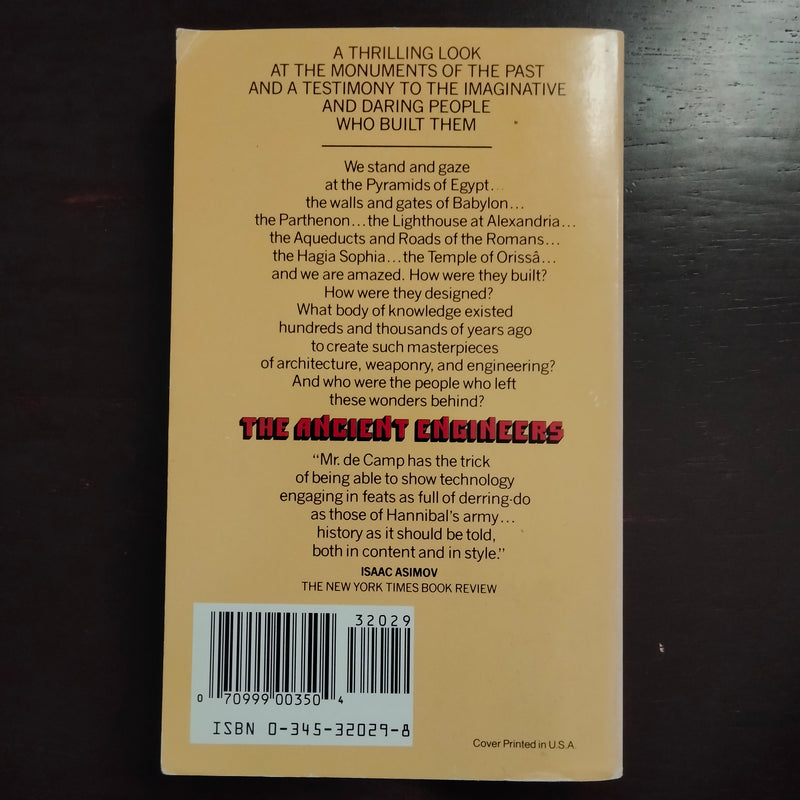 A THRILLING LOOK
AT THE MONUMENTS OF THE PAST
AND A TESTIMONY TO THE IMAGINATIVE
AND DARING PEOPLE
WHO BUILT THEM
We stand and gaze
at the Pyramids of Egypt...
the walls and gates of Babylon...
the Parthenon...the Lighthouse at Alexandria...
the Aqueducts and Roads of the Romans...
the Hagia Sophia...the Temple of Orissâ...
and we are amazed. How were they built?
How were they designed?
What body of knowledge existed
hundreds and thousands of years ago
to create such masterpieces
of architecture, weaponry, and engineering?
And who were the people who left
these wonders behind?
THE ANCIENT ENGINEERS
“Mr. de Camp has the trick
of being able to show technology
engaging in feats as full of derring-do
as those of Hannibal's army...
history as it should be told,
both in content and in style.”
ISAAC ASIMOV
THE NEW YORK TIMES BOOK REVIEW
32029
0 70999 00350 4
ISBN 0-345-32029-8
Cover Printed in U.S.A.